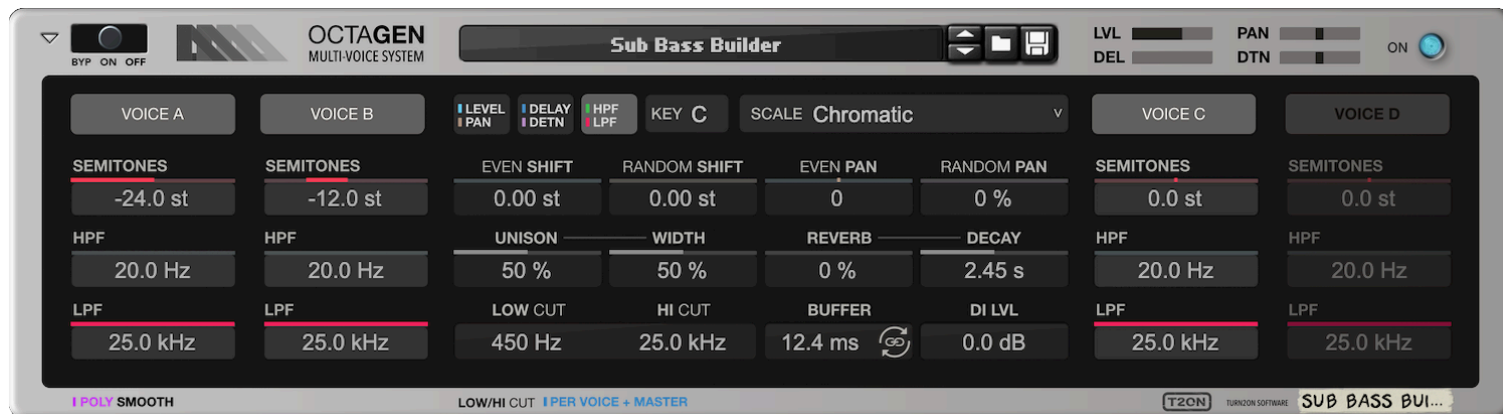 OCTAGEN
MULTI-VOICE SYSTEM
BYP ON OFF
Sub Bass Builder
LVL
PAN
DEL
DTN
ON
VOICE A
VOICE B
LEVEL
PAN
DELAY
DETN
HPF
LPF
KEY C
SCALE Chromatic
VOICE C
VOICE D
SEMITONES
SEMITONES
EVEN SHIFT
RANDOM SHIFT
EVEN PAN
RANDOM PAN
SEMITONES
SEMITONES
-24.0 st
-12.0 st
0.00 st
0.00 st
0
0 %
0.0 st
0.0 st
HPF
HPF
UNISON
WIDTH
REVERB
DECAY
HPF
HPF
20.0 Hz
20.0 Hz
50 %
50 %
0 %
2.45 s
20.0 Hz
20.0 Hz
LPF
LPF
LOW CUT
HI CUT
BUFFER
DI LVL
LPF
LPF
25.0 kHz
25.0 kHz
450 Hz
25.0 kHz
12.4 ms
0.0 dB
25.0 kHz
25.0 kHz
POLY SMOOTH
LOW/HI CUT PER VOICE + MASTER
T2ON
TURN2ON SOFTWARE
SUB BASS BUI...